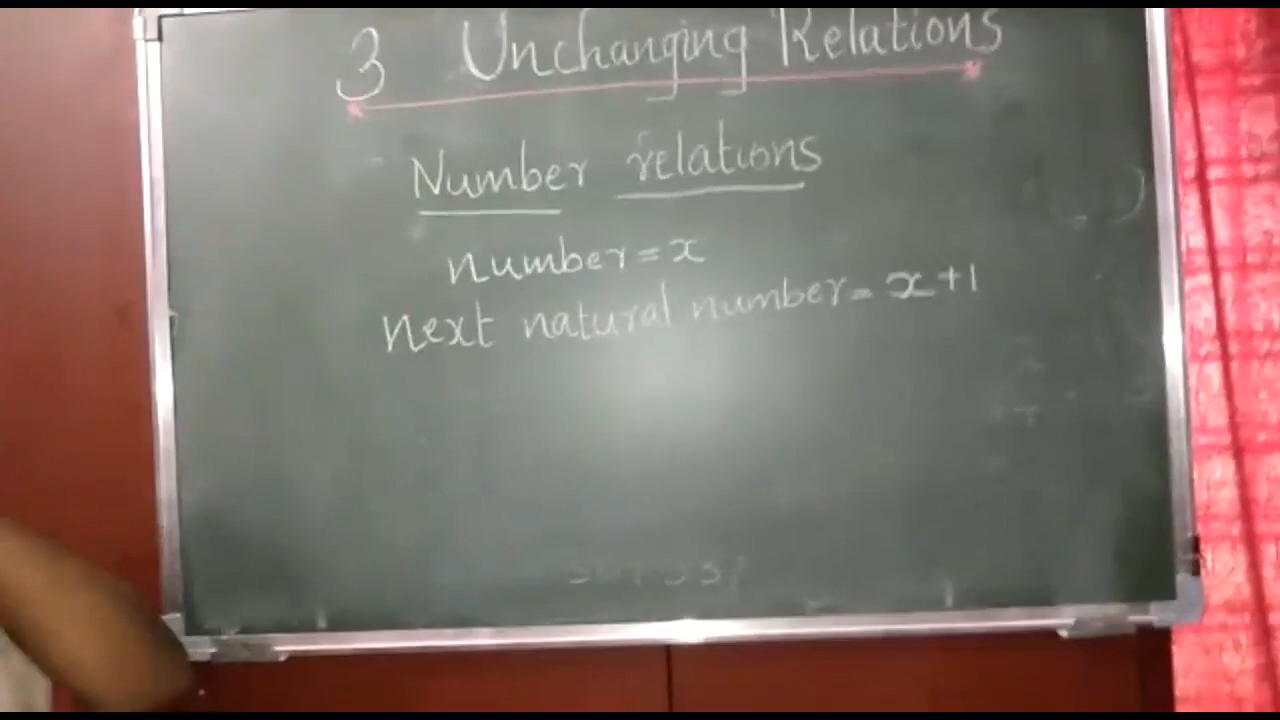 3 Unchanging Relations
Number relations
number = x
next natural number = x+1